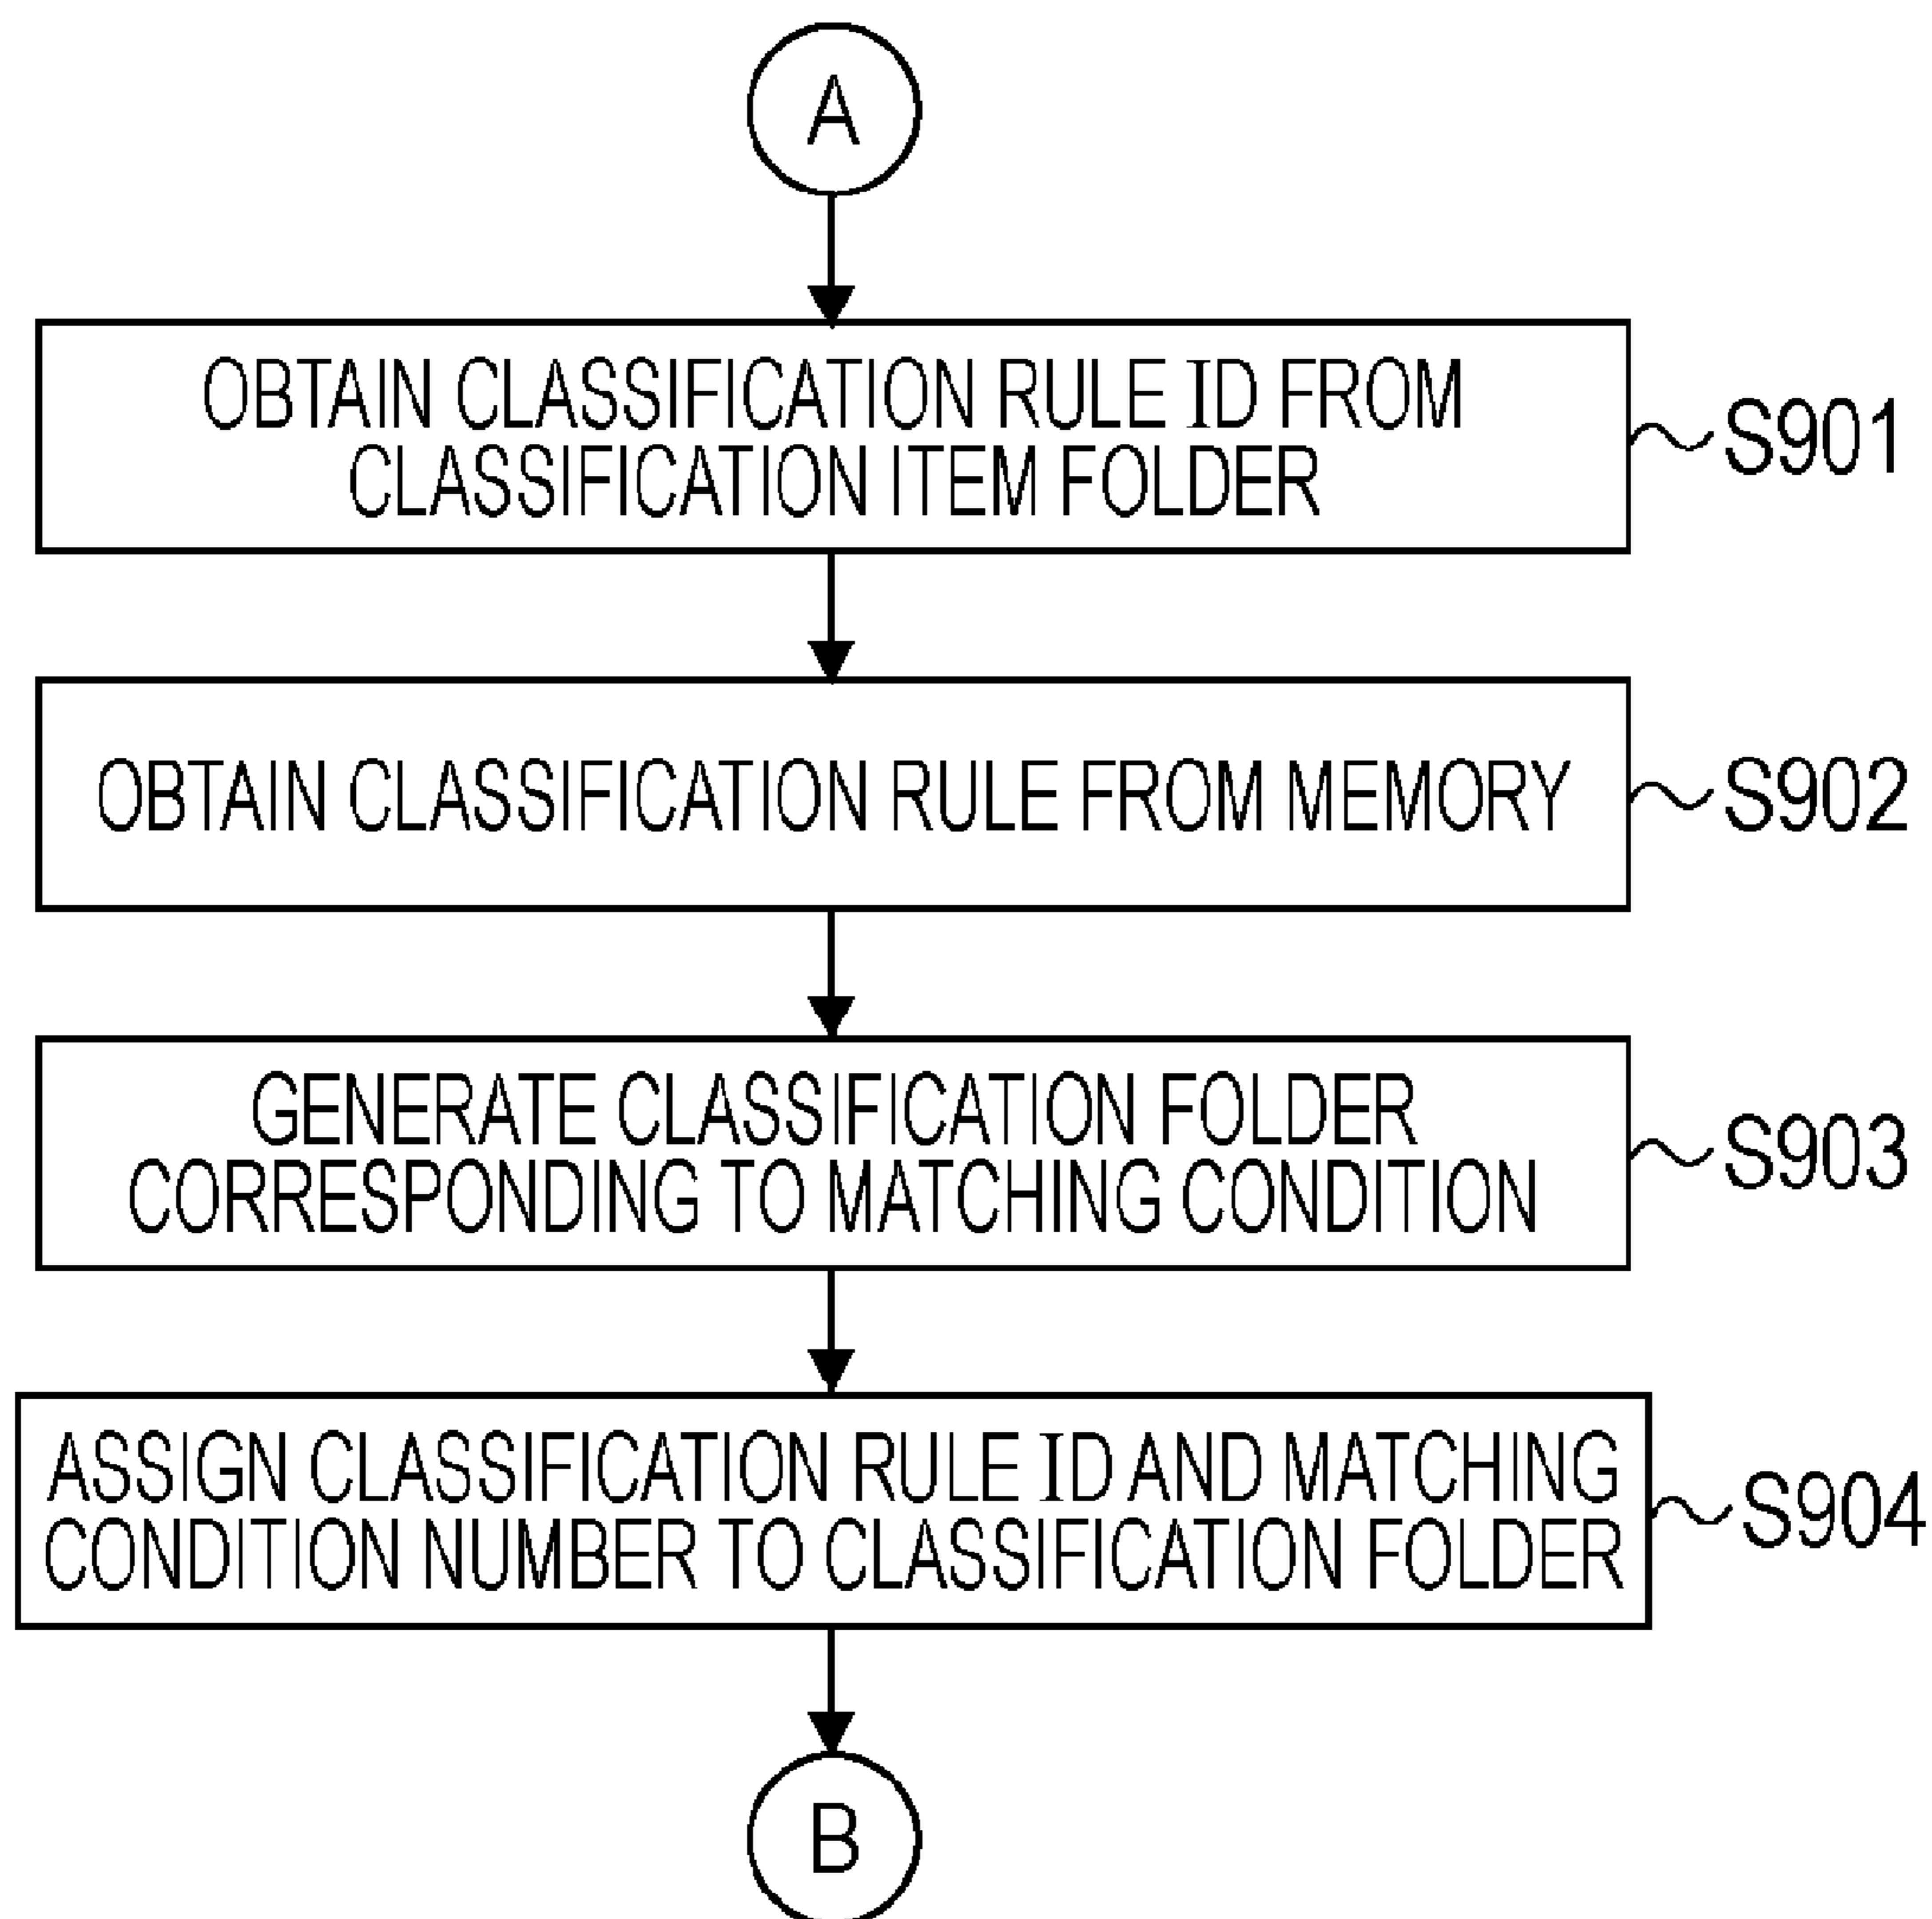 A
OBTAIN CLASSIFICATION RULE ID FROM
CLASSIFICATION ITEM FOLDER
S901
OBTAIN CLASSIFICATION RULE FROM MEMORY
S902
GENERATE CLASSIFICATION FOLDER
CORRESPONDING TO MATCHING CONDITION
S903
ASSIGN CLASSIFICATION RULE ID AND MATCHING
CONDITION NUMBER TO CLASSIFICATION FOLDER
S904
B